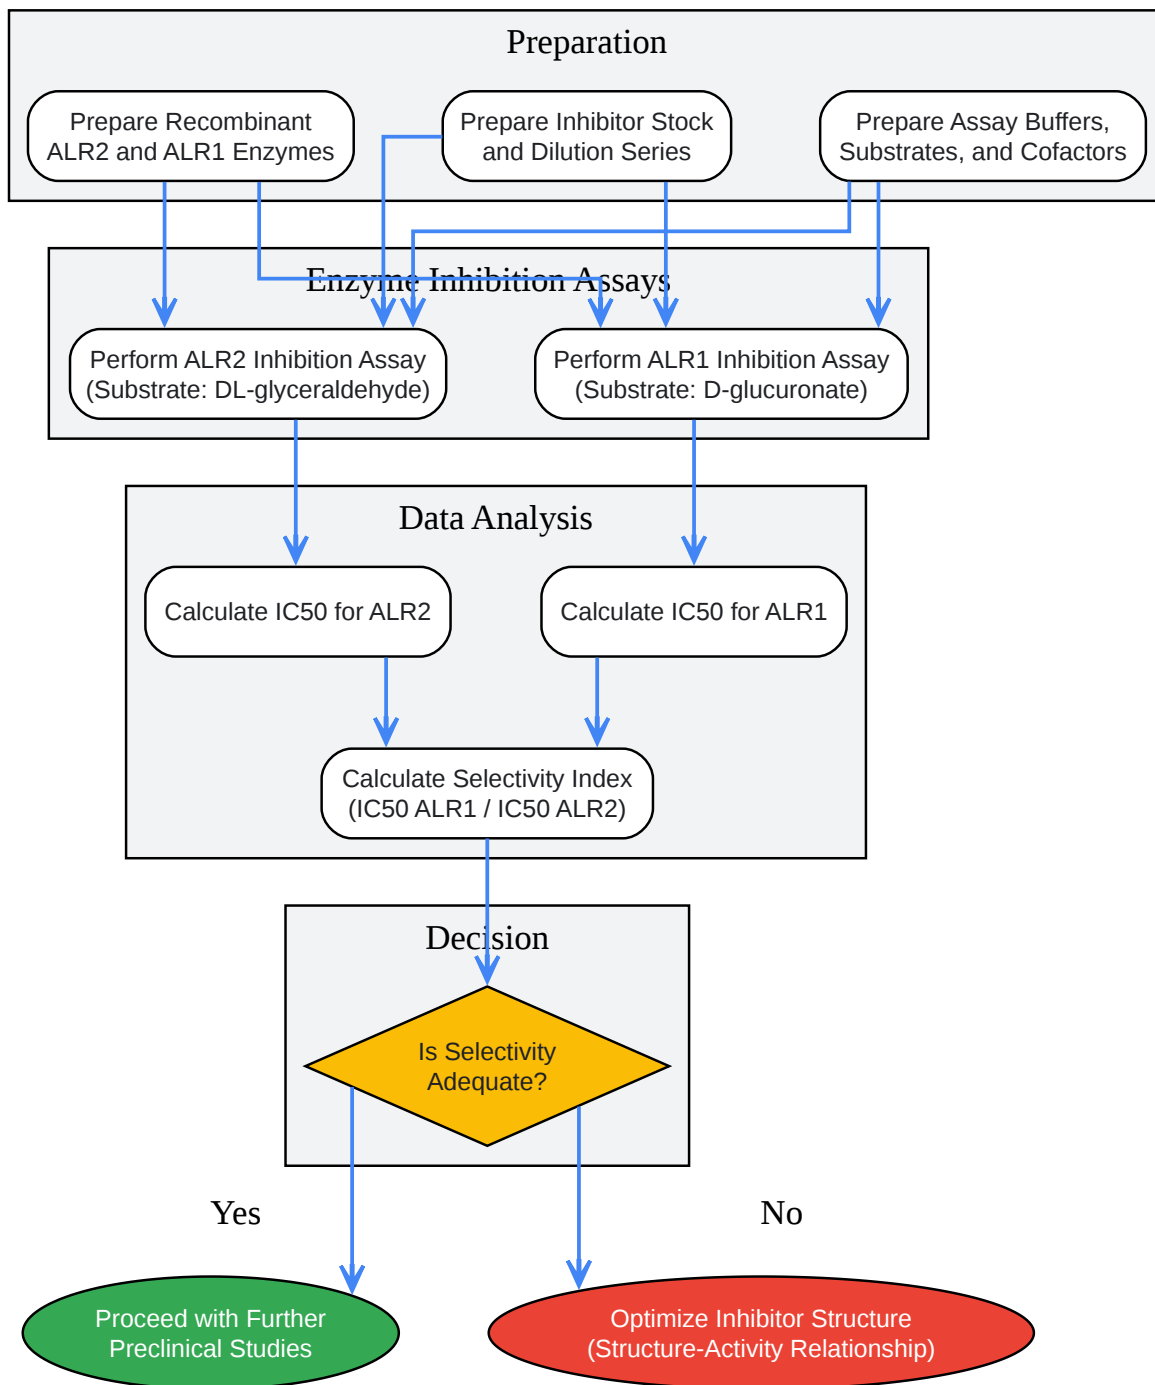 Preparation
Prepare Recombinant
ALR2 and ALR1 Enzymes
Prepare Inhibitor Stock
and Dilution Series
Prepare Assay Buffers,
Substrates, and Cofactors
Enzyme Inhibition Assays
Perform ALR2 Inhibition Assay
(Substrate: DL-glyceraldehyde)
Perform ALR1 Inhibition Assay
(Substrate: D-glucuronate)
Data Analysis
Calculate IC50 for ALR2
Calculate IC50 for ALR1
Calculate Selectivity Index
(IC50 ALR1 / IC50 ALR2)
Decision
Is Selectivity
Adequate?
Yes
No
Proceed with Further
Preclinical Studies
Optimize Inhibitor Structure
(Structure-Activity Relationship)